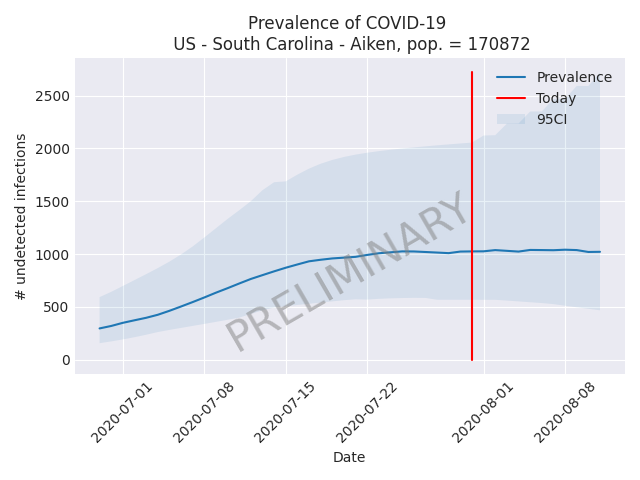 Prevalence of COVID-19
US - South Carolina - Aiken, pop. = 170872
Prevalence
Today
95CI
2500
2000
1500
1000
500
0
# undetected infections
PRELIMINARY
2020-07-01
2020-07-08
2020-07-15
2020-07-22
2020-08-01
2020-08-08
Date